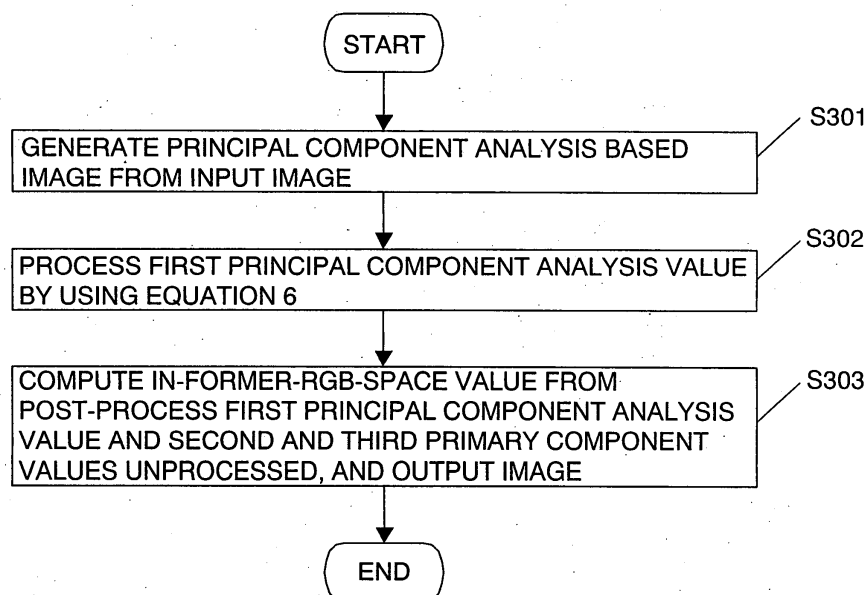 START
S301
GENERATE PRINCIPAL COMPONENT ANALYSIS BASED
IMAGE FROM INPUT IMAGE
S302
PROCESS FIRST PRINCIPAL COMPONENT ANALYSIS VALUE
BY USING EQUATION 6
S303
COMPUTE IN-FORMER-RGB-SPACE VALUE FROM
POST-PROCESS FIRST PRINCIPAL COMPONENT ANALYSIS
VALUE AND SECOND AND THIRD PRIMARY COMPONENT
VALUES UNPROCESSED, AND OUTPUT IMAGE
END